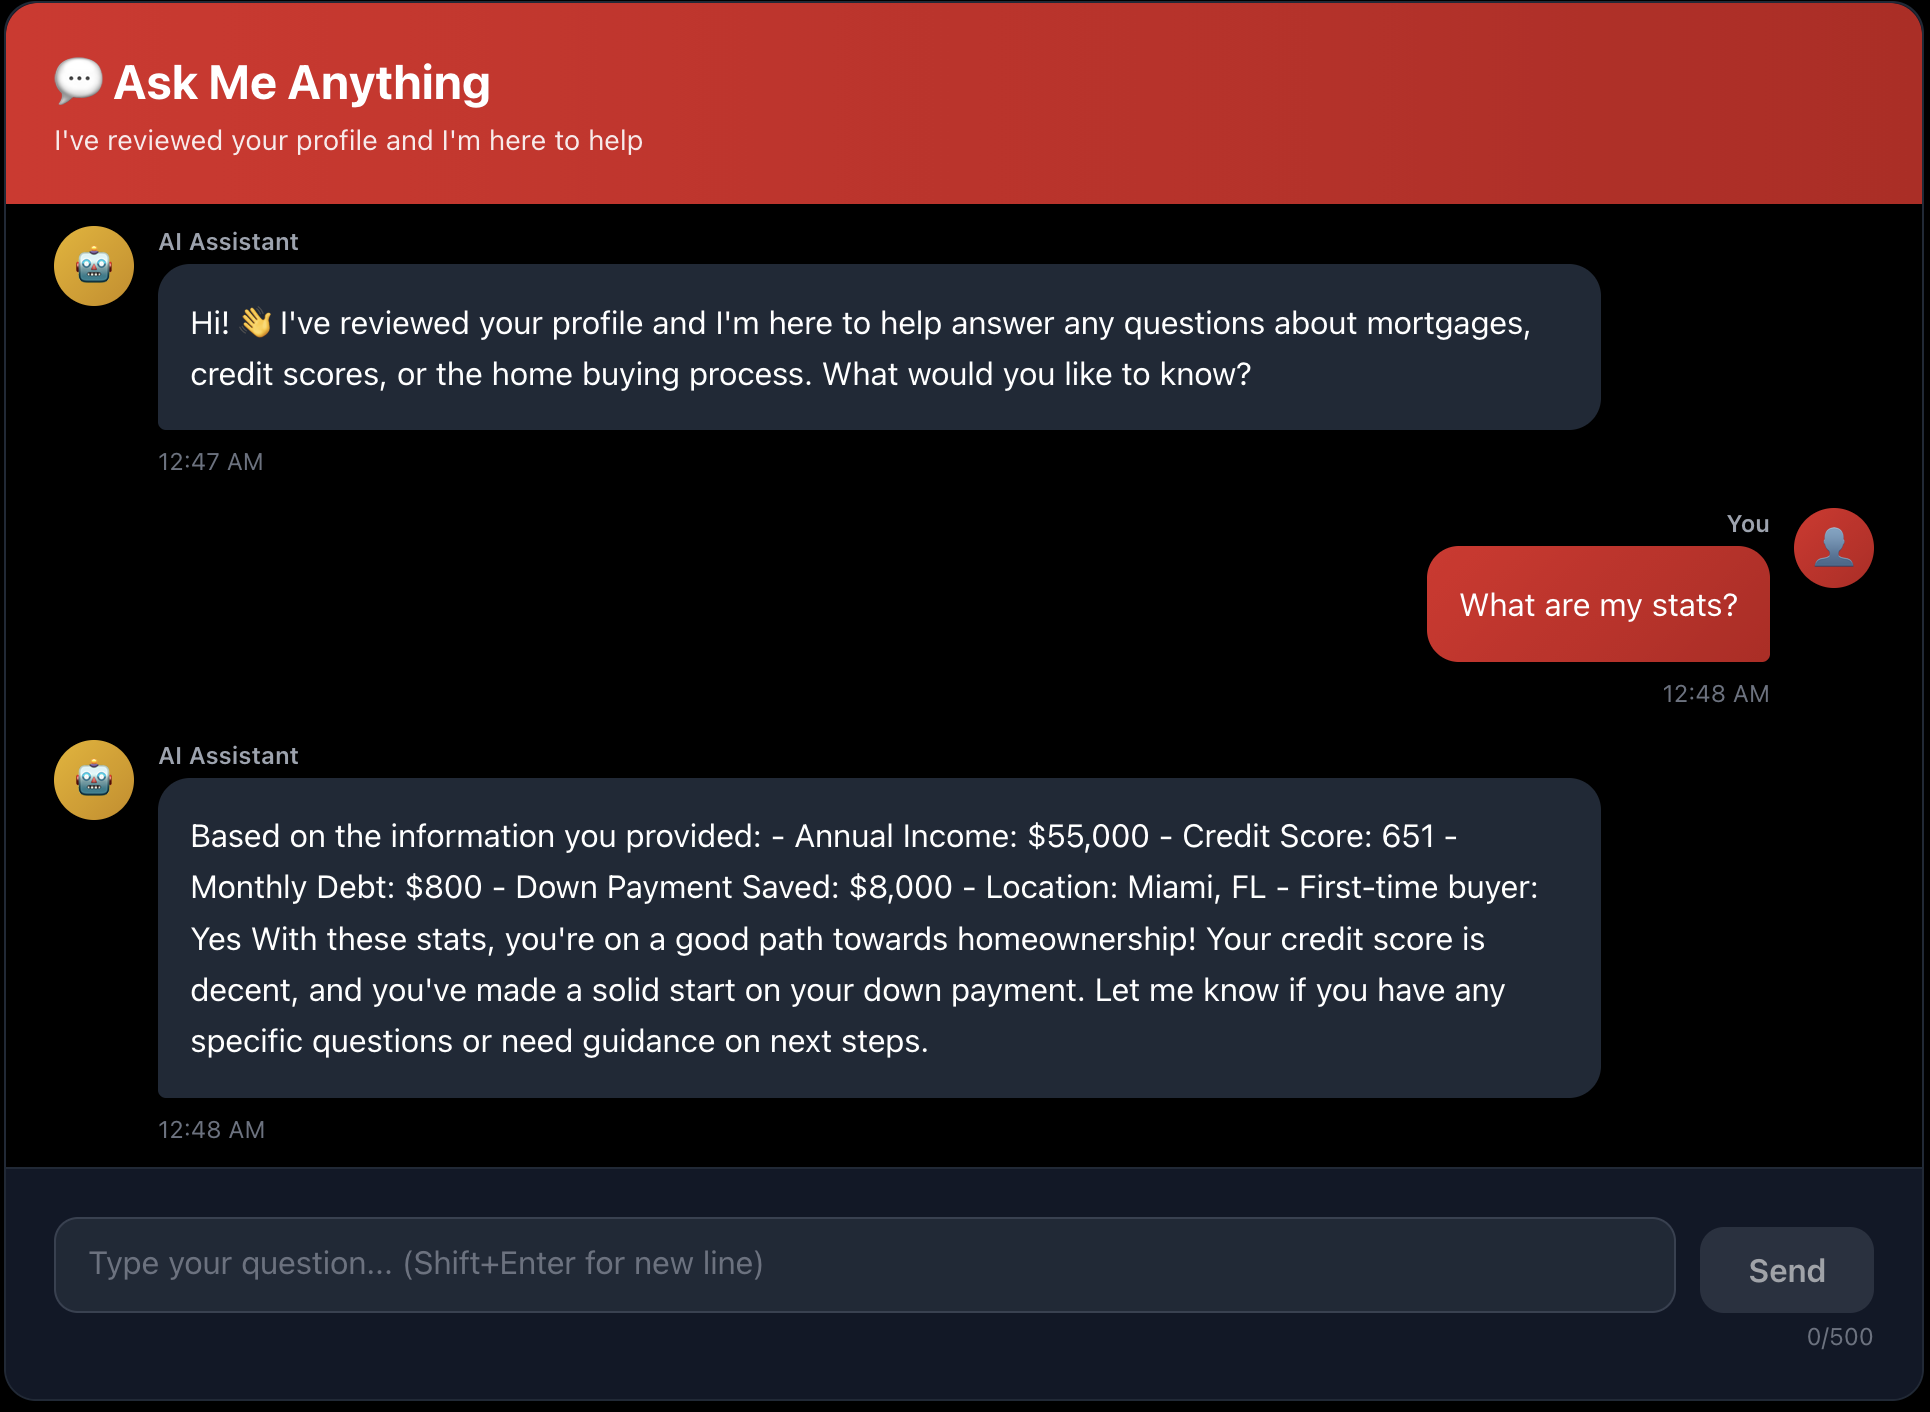 💬 Ask Me Anything
I've reviewed your profile and I'm here to help
AI Assistant
Hi! 👋 I've reviewed your profile and I'm here to help answer any questions about mortgages,
credit scores, or the home buying process. What would you like to know?
12:47 AM
You
What are my stats?
12:48 AM
AI Assistant
Based on the information you provided: - Annual Income: $55,000 - Credit Score: 651 -
Monthly Debt: $800 - Down Payment Saved: $8,000 - Location: Miami, FL - First-time buyer:
Yes With these stats, you're on a good path towards homeownership! Your credit score is
decent, and you've made a solid start on your down payment. Let me know if you have any
specific questions or need guidance on next steps.
12:48 AM
Type your question... (Shift+Enter for new line)
Send
0/500